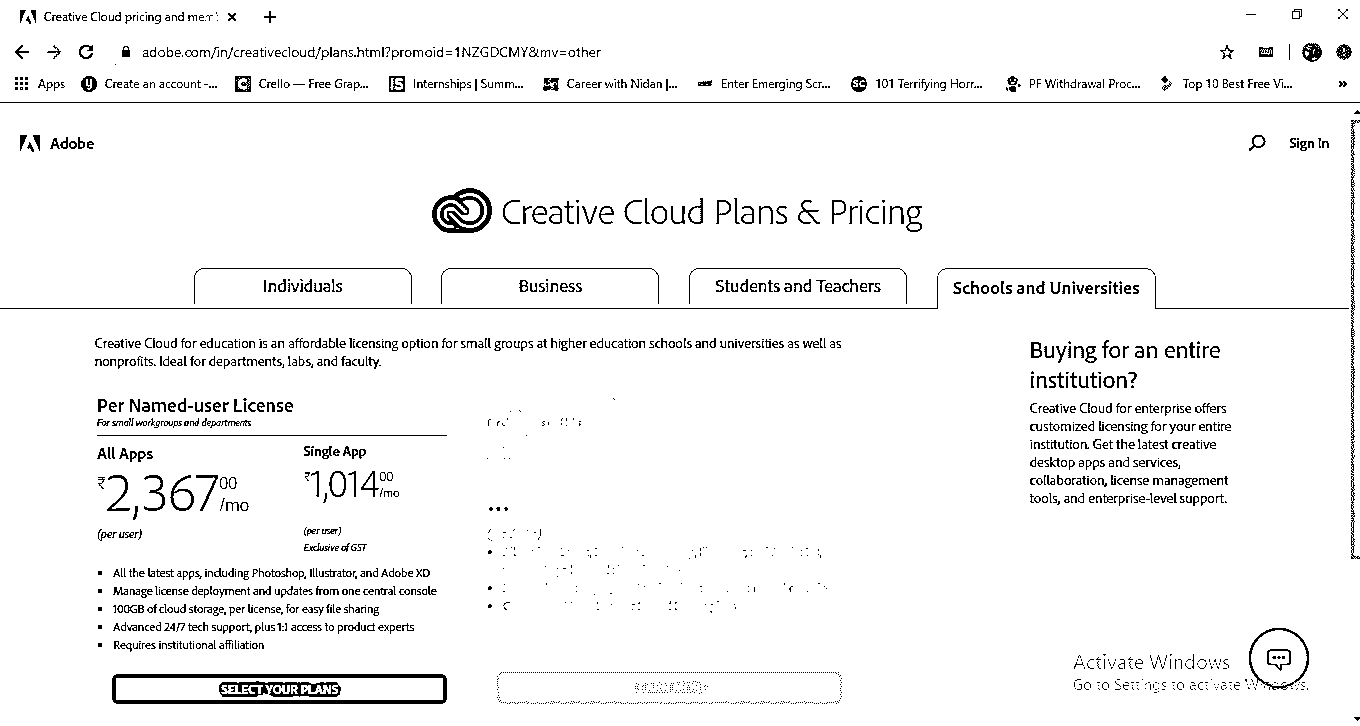 Creative Cloud pricing and mem
adobe.com/in/creativecloud/plans.html?promoid=1NZGDCMY&mv=other
Apps Create an account -... Crello — Free Grap... Internships | Summ... Career with Nidan |... Enter Emerging Scr... 101 Terrifying Horr... PF Withdrawal Proc... Top 10 Best Free Vi... »
Adobe Sign In
Creative Cloud Plans & Pricing
Individuals Business Students and Teachers Schools and Universities
Creative Cloud for education is an affordable licensing option for small groups at higher education schools and universities as well as
nonprofits. Ideal for departments, labs, and faculty.
Per Named-user License
For small workgroups and departments
All Apps Single App
₹2,36700/mo ₹1,01400/mo
(per user) (per user)
Exclusive of GST
▪ All the latest apps, including Photoshop, Illustrator, and Adobe XD
▪ Manage license deployment and updates from one central console
▪ 100GB of cloud storage, per license, for easy file sharing
▪ Advanced 24/7 tech support, plus 1:1 access to product experts
▪ Requires institutional affiliation
SELECT YOUR PLANS
Buying for an entire
institution?
Creative Cloud for enterprise offers
customized licensing for your entire
institution. Get the latest creative
desktop apps and services,
collaboration, license management
tools, and enterprise-level support.
Activate Windows
Go to Settings to activate Windows.